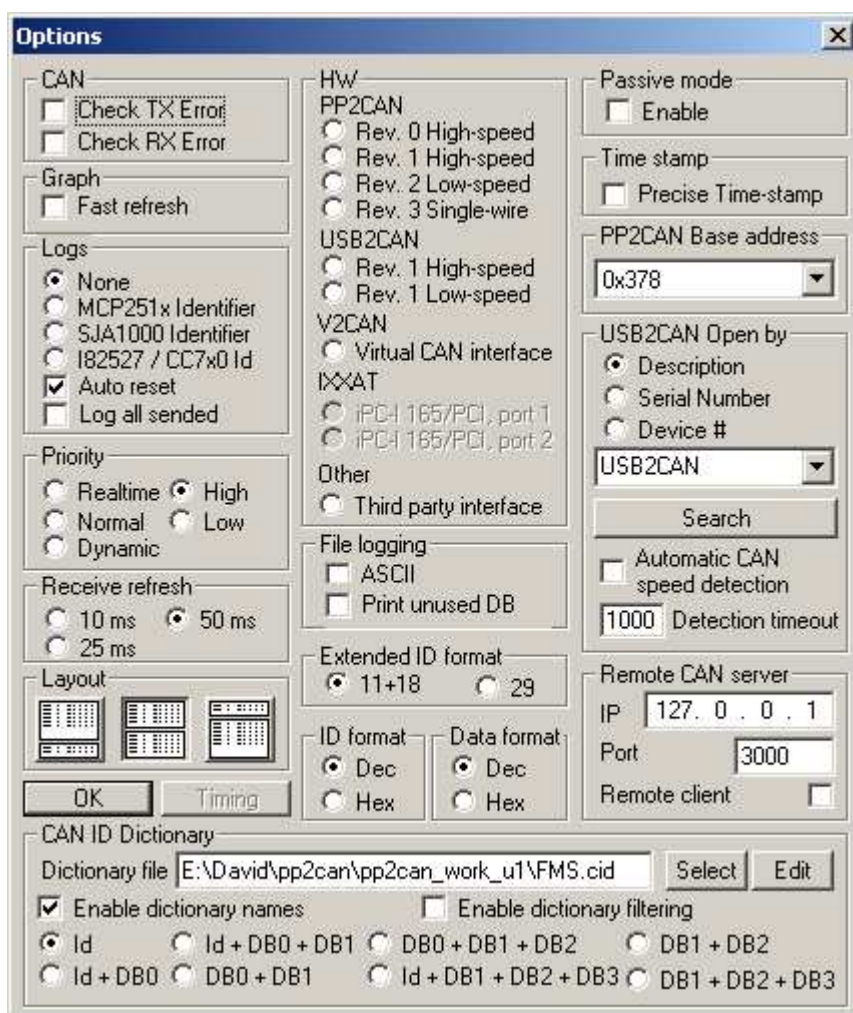 Options
CAN
Check TX Error
Check RX Error
Graph
Fast refresh
Logs
None
MCP251x Identifier
SJA1000 Identifier
I82527 / CC7x0 Id
Auto reset
Log all sended
Priority
Realtime High
Normal Low
Dynamic
Receive refresh
10 ms 50 ms
25 ms
Layout
OK Timing
HW
PP2CAN
Rev. 0 High-speed
Rev. 1 High-speed
Rev. 2 Low-speed
Rev. 3 Single-wire
USB2CAN
Rev. 1 High-speed
Rev. 1 Low-speed
V2CAN
Virtual CAN interface
IXXAT
iPC-I 165/PCI, port 1
iPC-I 165/PCI, port 2
Other
Third party interface
File logging
ASCII
Print unused DB
Extended ID format
11+18 29
ID format
Dec
Hex
Data format
Dec
Hex
Passive mode
Enable
Time stamp
Precise Time-stamp
PP2CAN Base address
0x378
USB2CAN Open by
Description
Serial Number
Device #
USB2CAN
Search
Automatic CAN
speed detection
1000 Detection timeout
Remote CAN server
IP 127. 0 . 0 . 1
Port 3000
Remote client
CAN ID Dictionary
Dictionary file E:\David\pp2can\pp2can_work_u1\FMS.cid Select Edit
Enable dictionary names Enable dictionary filtering
Id Id + DB0 + DB1 DB0 + DB1 + DB2 DB1 + DB2
Id + DB0 DB0 + DB1 Id + DB1 + DB2 + DB3 DB1 + DB2 + DB3